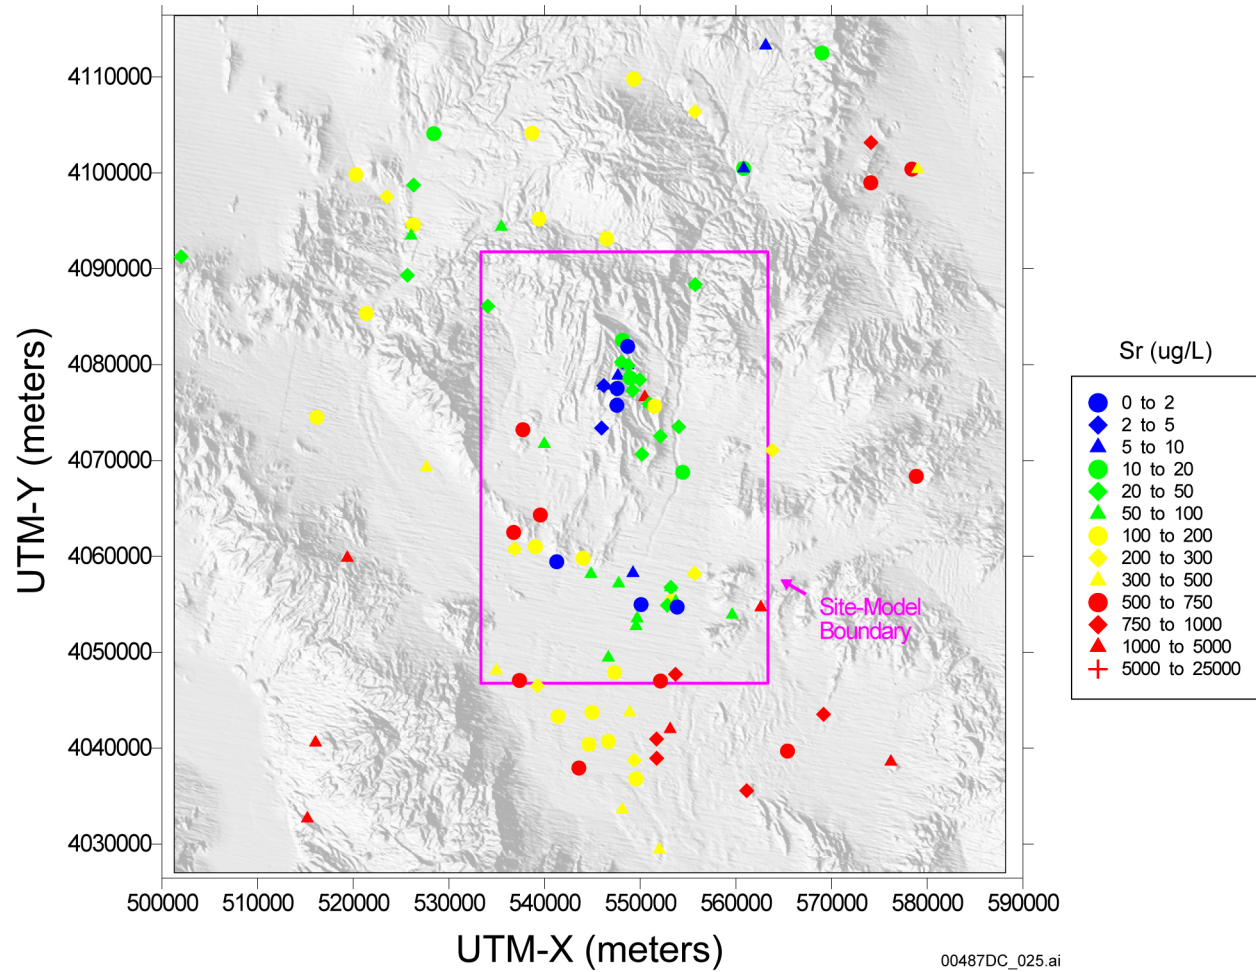 4110000
4100000
4090000
4080000
4070000
4060000
4050000
4040000
4030000
UTM-Y (meters)
500000 510000 520000 530000 540000 550000 560000 570000 580000 590000
UTM-X (meters)
Site-Model
Boundary
Sr (ug/L)
0 to 2
2 to 5
5 to 10
10 to 20
20 to 50
50 to 100
100 to 200
200 to 300
300 to 500
500 to 750
750 to 1000
1000 to 5000
5000 to 25000
00487DC_025.ai